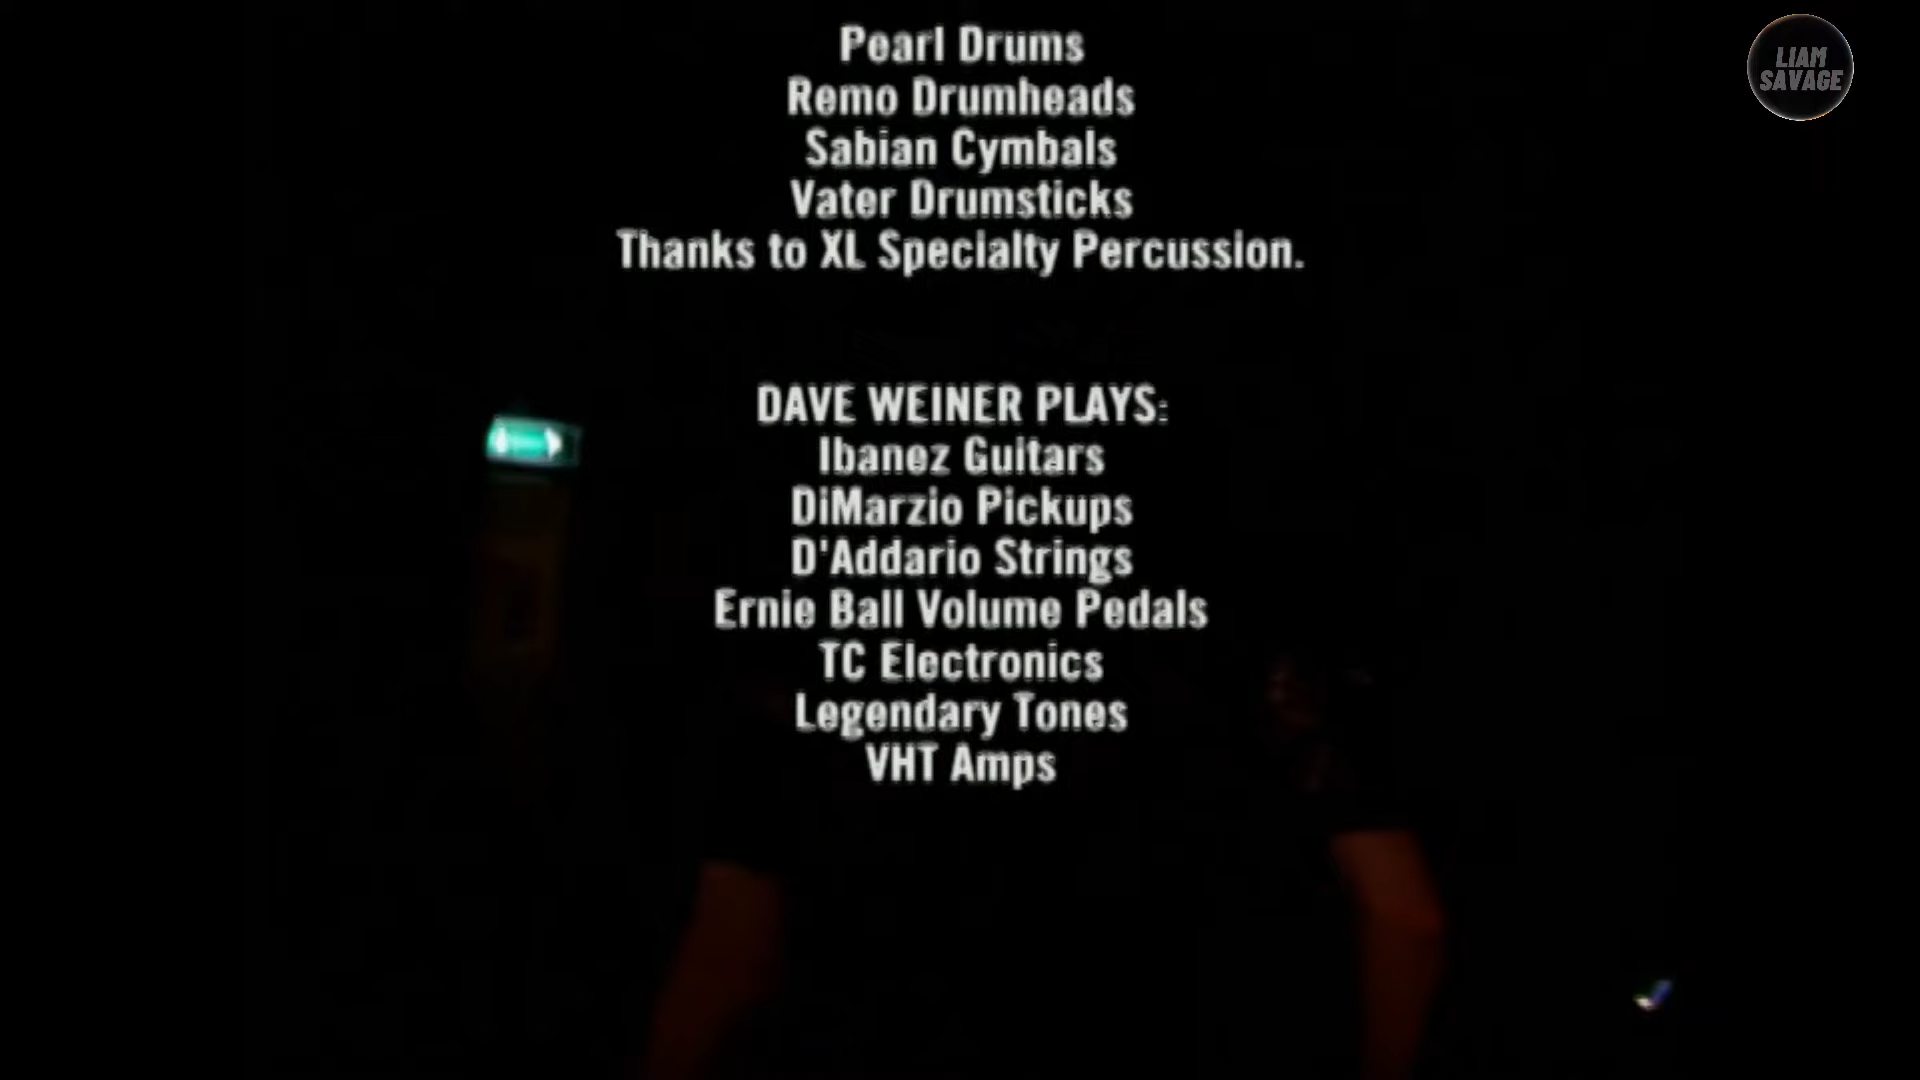 Pearl Drums
Remo Drumheads
Sabian Cymbals
Vater Drumsticks
Thanks to XL Specialty Percussion.
DAVE WEINER PLAYS:
Ibanez Guitars
DiMarzio Pickups
D'Addario Strings
Ernie Ball Volume Pedals
TC Electronics
Legendary Tones
VHT Amps
LIAM
SAVAGE